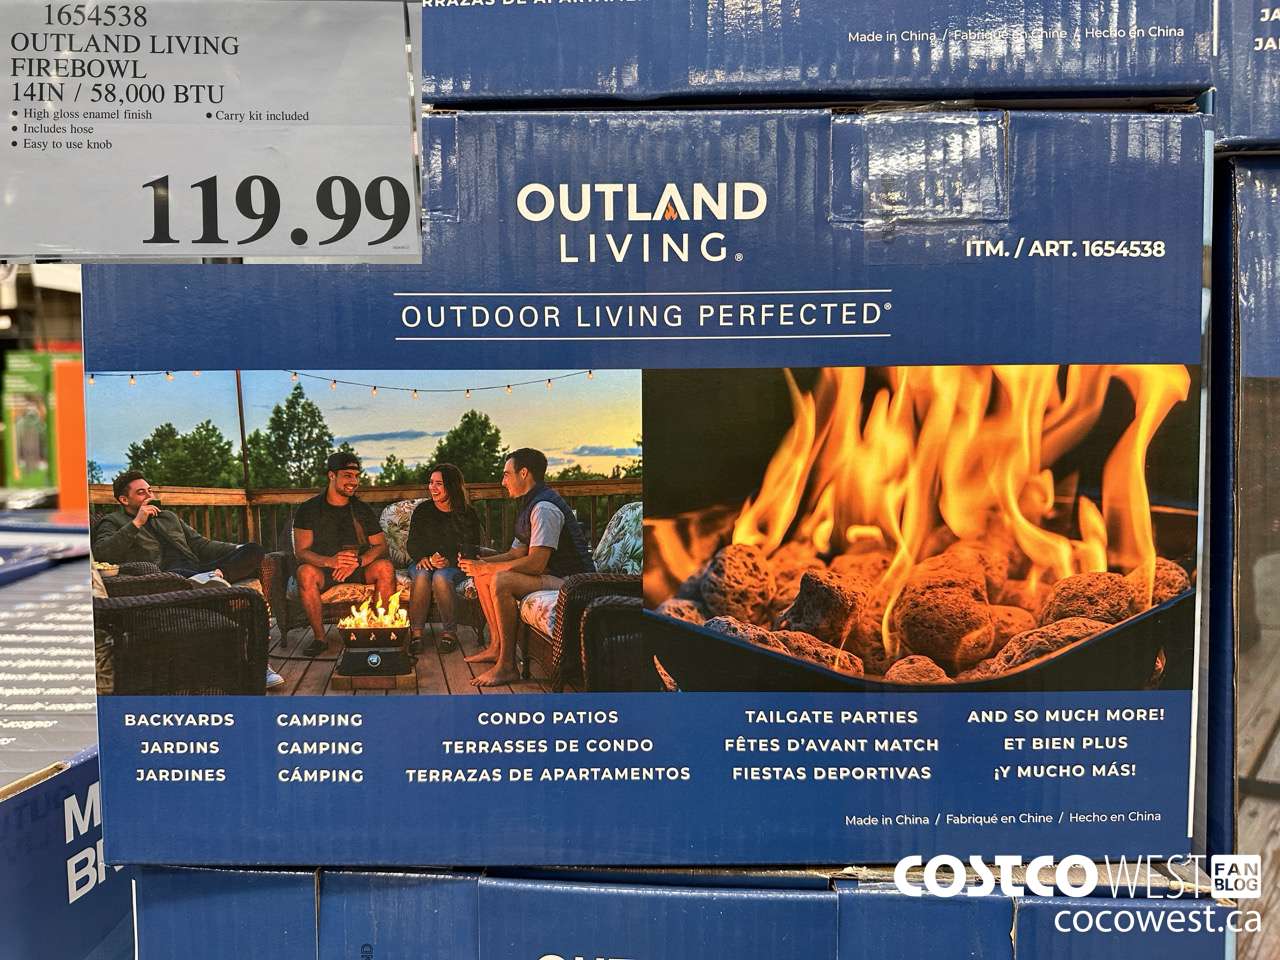 1654538
OUTLAND LIVING
FIREBOWL
14IN / 58,000 BTU
• High gloss enamel finish
• Carry kit included
• Includes hose
• Easy to use knob
119.99
Made in China / Fabriqué en Chine / Hecho en China
OUTLAND
LIVING®
ITM. / ART. 1654538
OUTDOOR LIVING PERFECTED®
BACKYARDS
JARDINS
JARDINES
CAMPING
CAMPING
CÁMPING
CONDO PATIOS
TERRASSES DE CONDO
TERRAZAS DE APARTAMENTOS
TAILGATE PARTIES
FÊTES D'AVANT MATCH
FIESTAS DEPORTIVAS
AND SO MUCH MORE!
ET BIEN PLUS
¡Y MUCHO MÁS!
Made in China / Fabriqué en Chine / Hecho en China
COSTCO WEST FAN BLOG
cocowest.ca